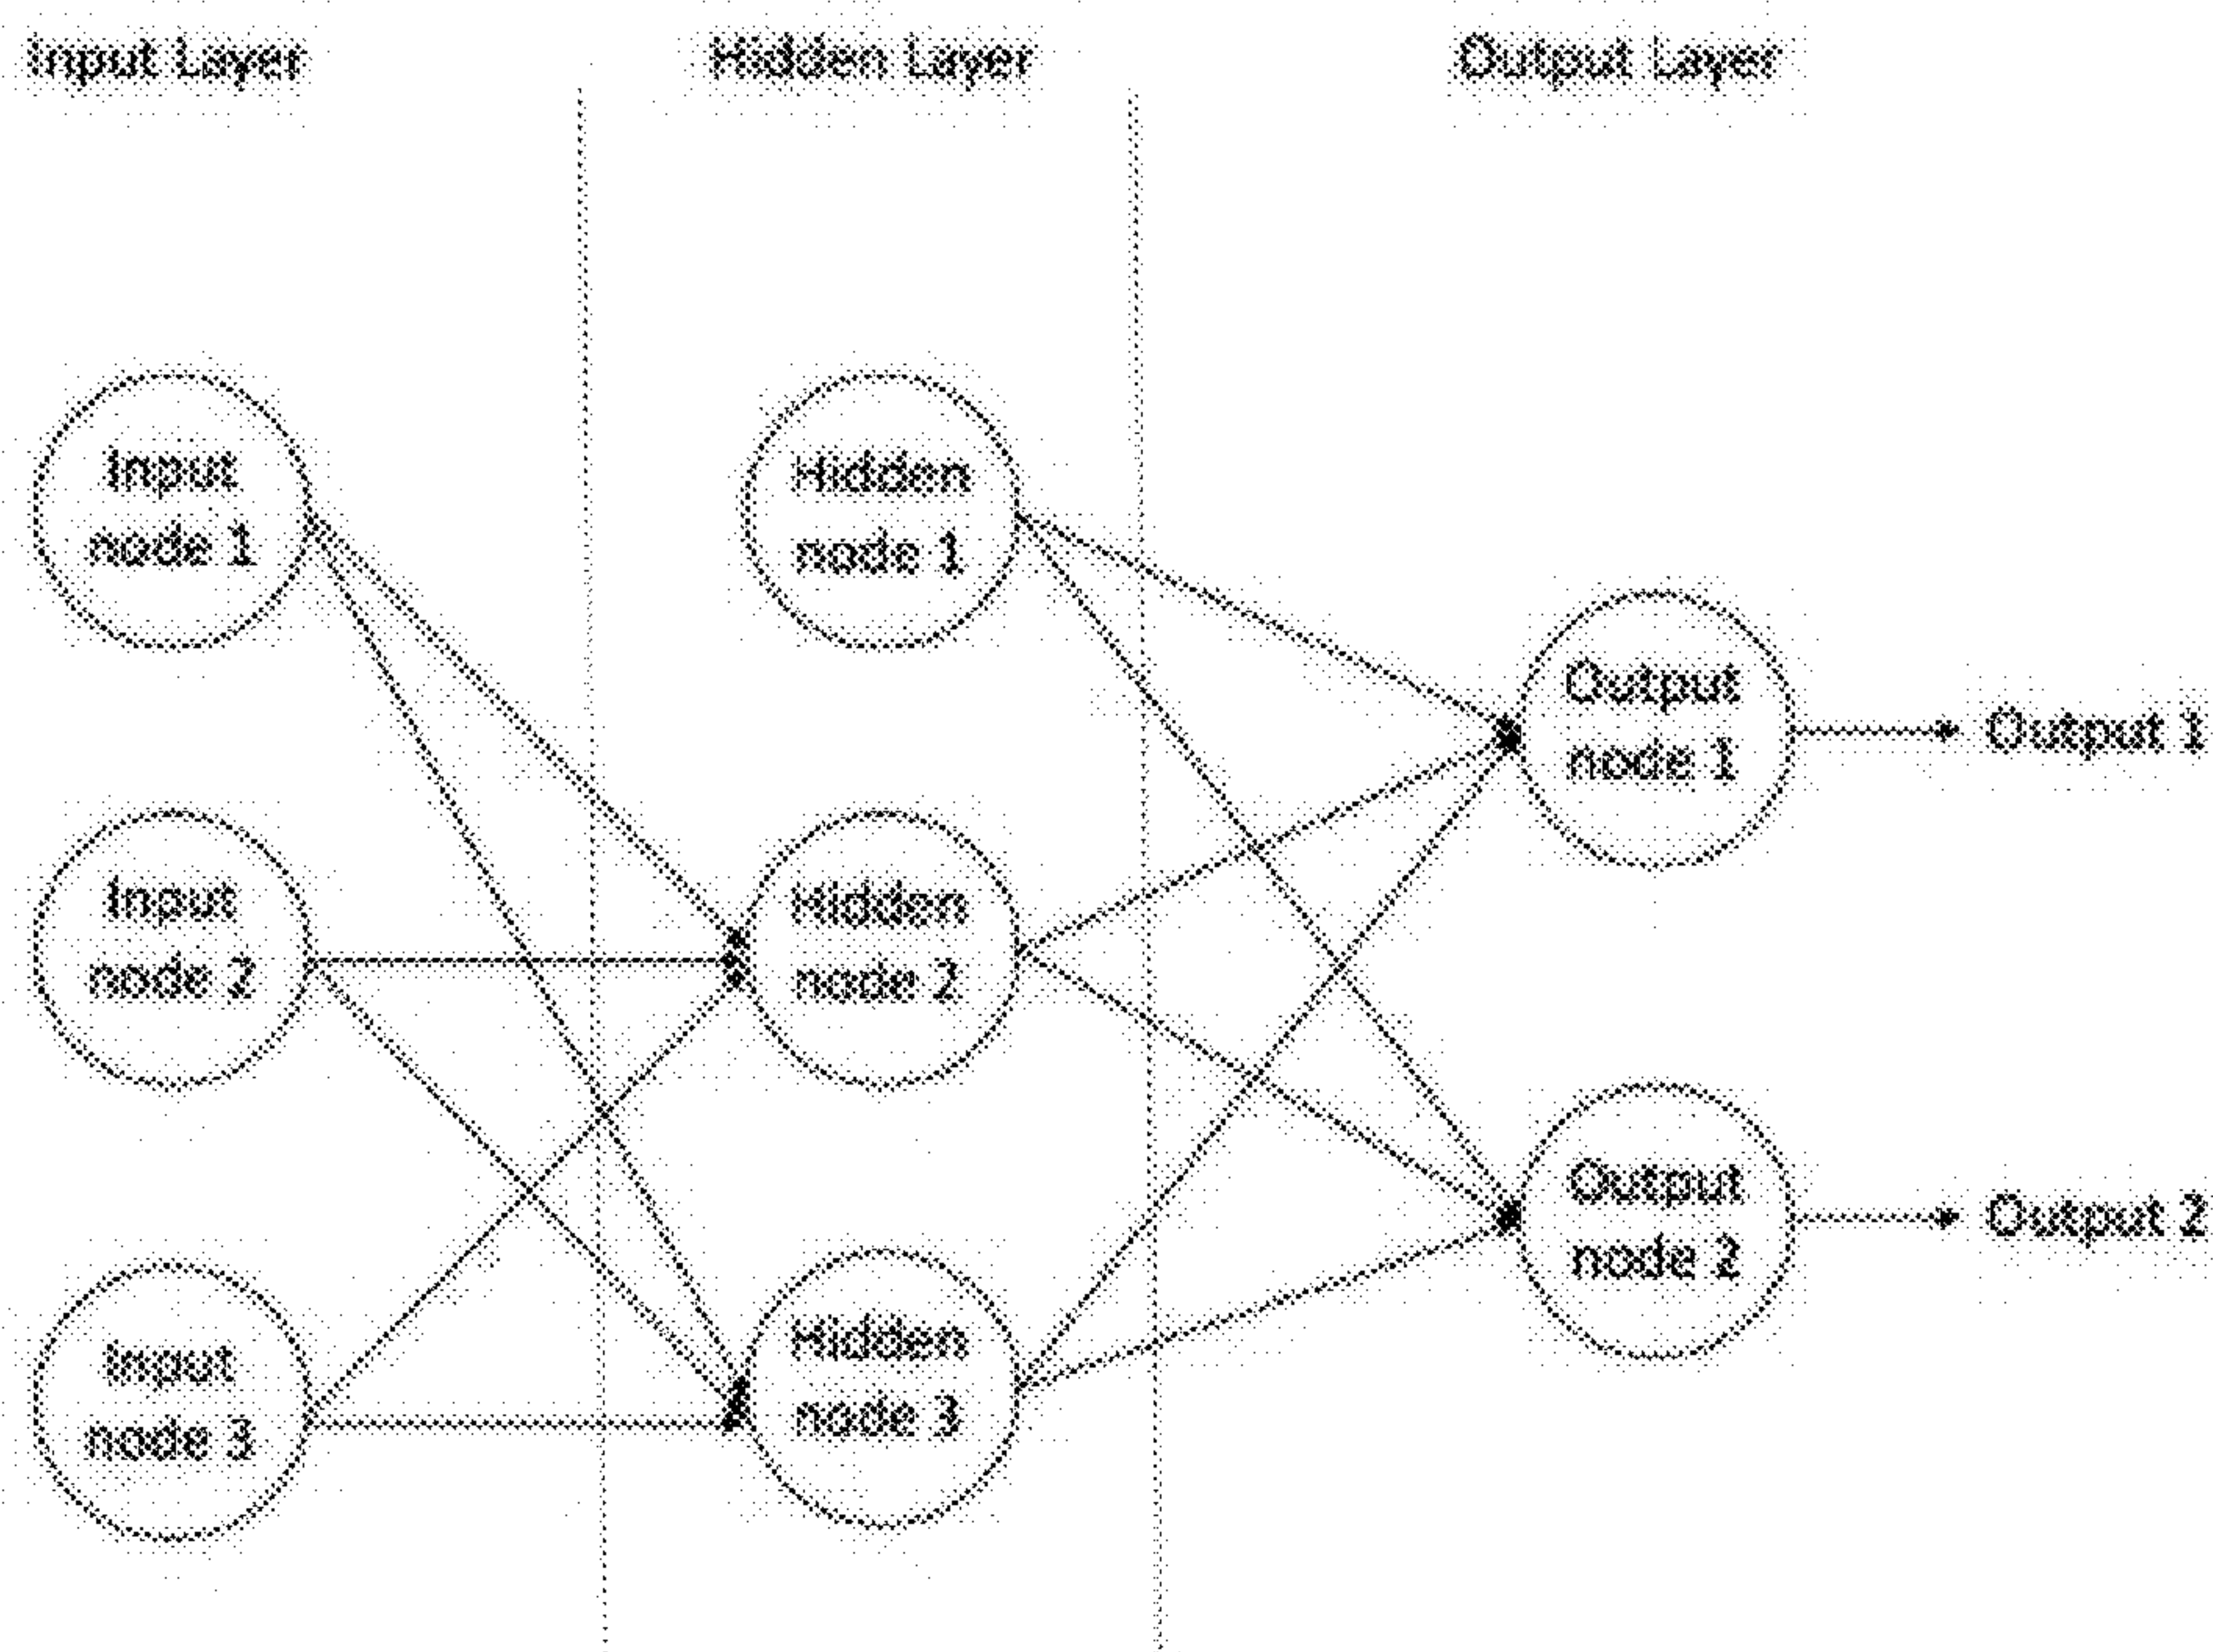 Input Layer
Hidden Layer
Output Layer
Input
node 1
Hidden
node 1
Output
node 1
Output 1
Input
node 2
Hidden
node 2
Output
node 2
Output 2
Input
node 3
Hidden
node 3